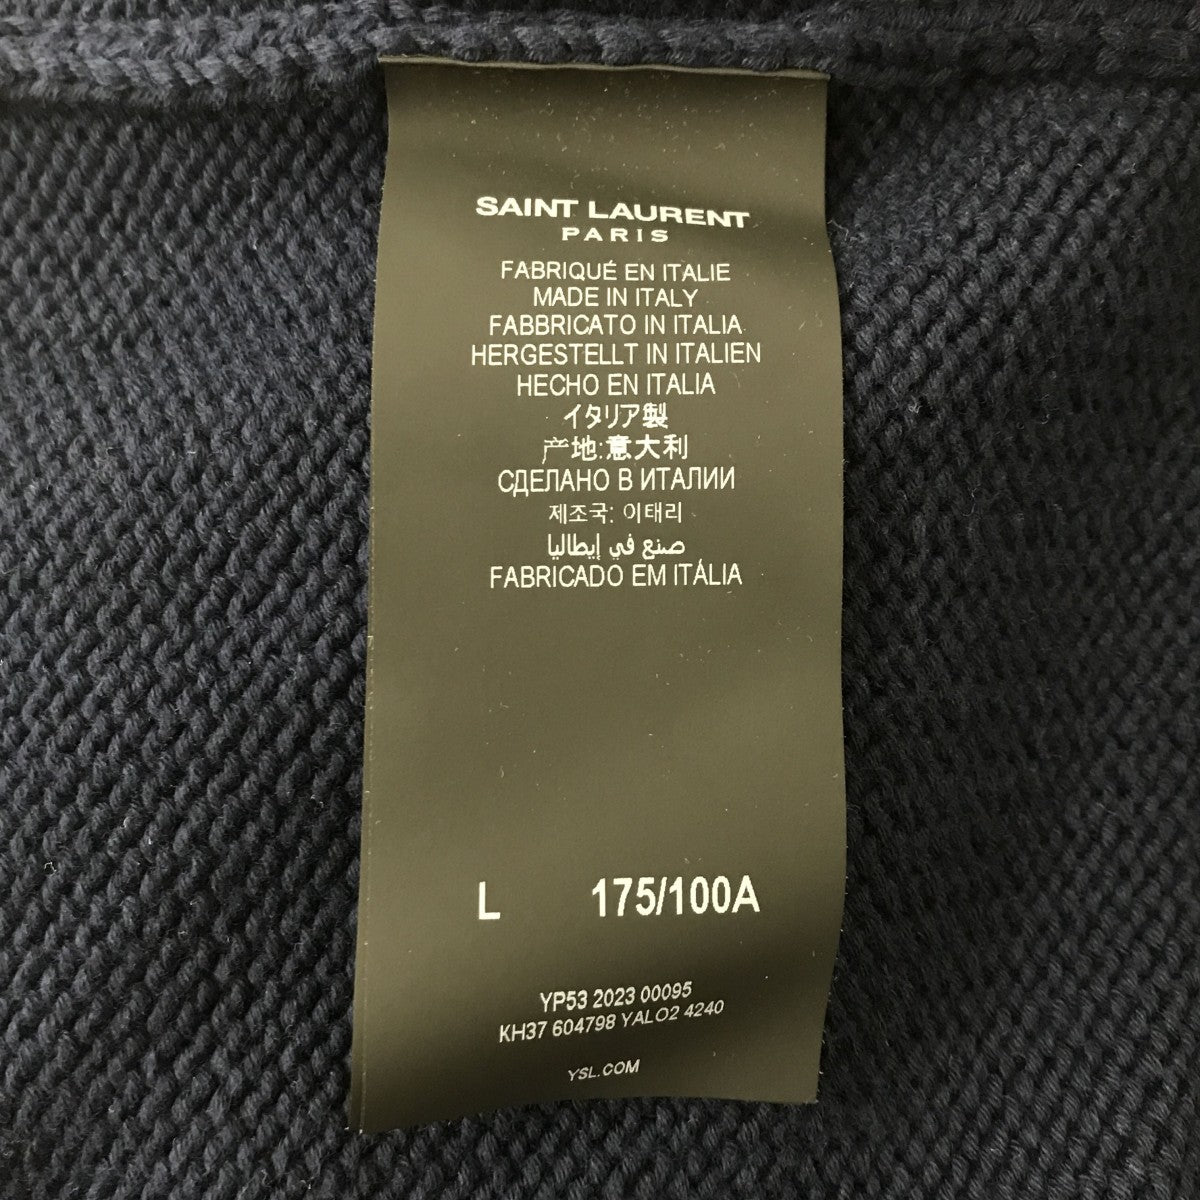 SAINT LAURENT
PARIS
FABRIQUÉ EN ITALIE
MADE IN ITALY
FABBRICATO IN ITALIA
HERGESTELLT IN ITALIEN
HECHO EN ITALIA
イタリア製
产地:意大利
СДЕЛАНО В ИТАЛИИ
제조국: 이태리
صنع في إيطاليا
FABRICADO EM ITÁLIA
L 175/100A
YP53 2023 00095
KH37 604798 YALO2 4240
YSL.COM